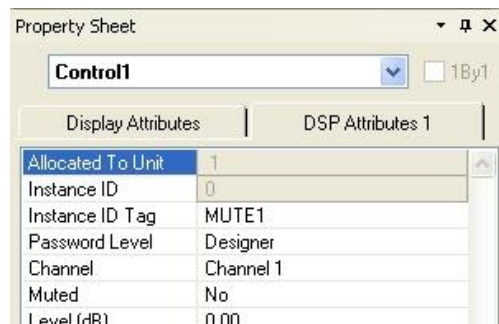 Property Sheet
Control1
1By1
Display Attributes
DSP Attributes 1
Allocated To Unit 1
Instance ID 0
Instance ID Tag MUTE1
Password Level Designer
Channel Channel 1
Muted No
Level (dB) 0.00